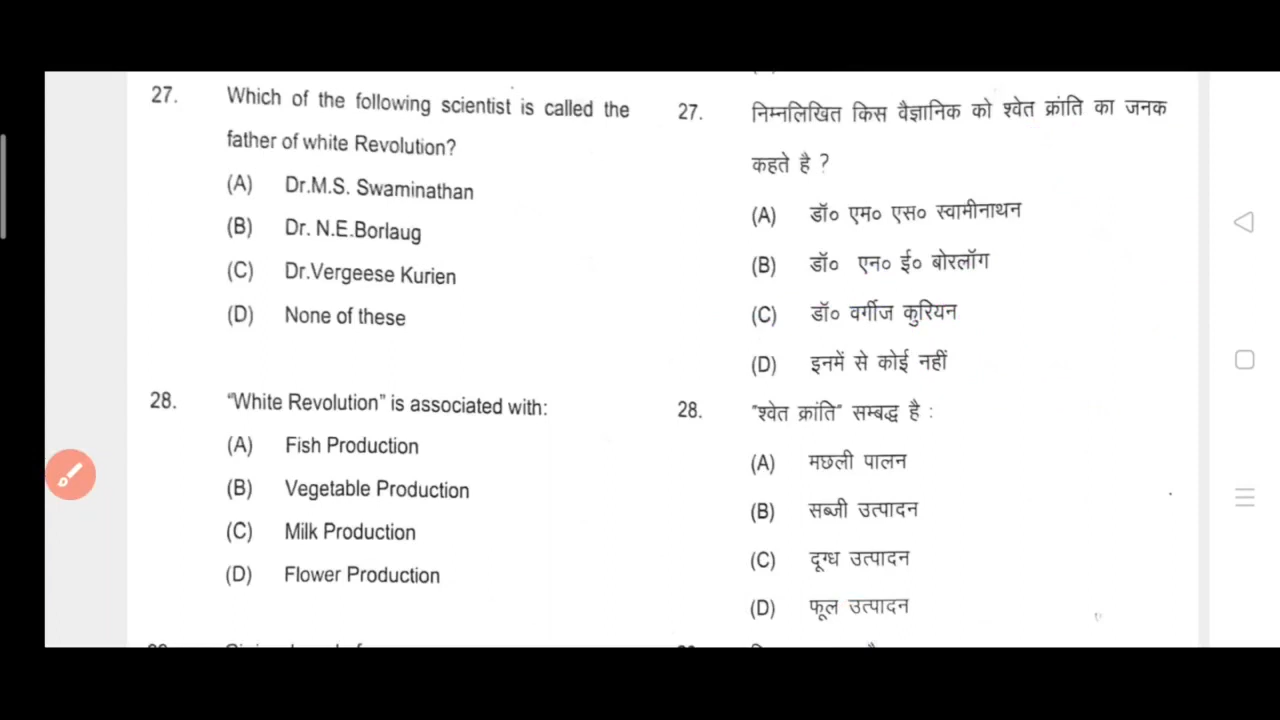 27. Which of the following scientist is called the
father of white Revolution?
(A) Dr.M.S. Swaminathan
(B) Dr. N.E.Borlaug
(C) Dr.Vergeese Kurien
(D) None of these
28. “White Revolution” is associated with:
(A) Fish Production
(B) Vegetable Production
(C) Milk Production
(D) Flower Production
27. निम्नलिखित किस वैज्ञानिक को श्वेत क्रांति का जनक
कहते है ?
(A) डॉ० एम० एस० स्वामीनाथन
(B) डॉ० एन० ई० बोरलॉग
(C) डॉ० वर्गीज कुरियन
(D) इनमें से कोई नहीं
28. "श्वेत क्रांति" सम्बद्ध है :
(A) मछली पालन
(B) सब्जी उत्पादन
(C) दूग्ध उत्पादन
(D) फूल उत्पादन